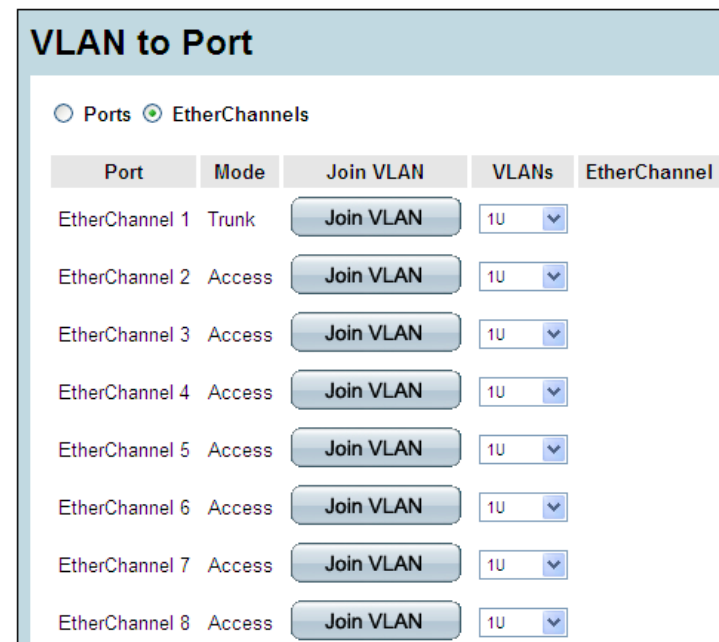 VLAN to Port
Ports EtherChannels
Port Mode Join VLAN VLANs EtherChannel
EtherChannel 1 Trunk Join VLAN 1U
EtherChannel 2 Access Join VLAN 1U
EtherChannel 3 Access Join VLAN 1U
EtherChannel 4 Access Join VLAN 1U
EtherChannel 5 Access Join VLAN 1U
EtherChannel 6 Access Join VLAN 1U
EtherChannel 7 Access Join VLAN 1U
EtherChannel 8 Access Join VLAN 1U